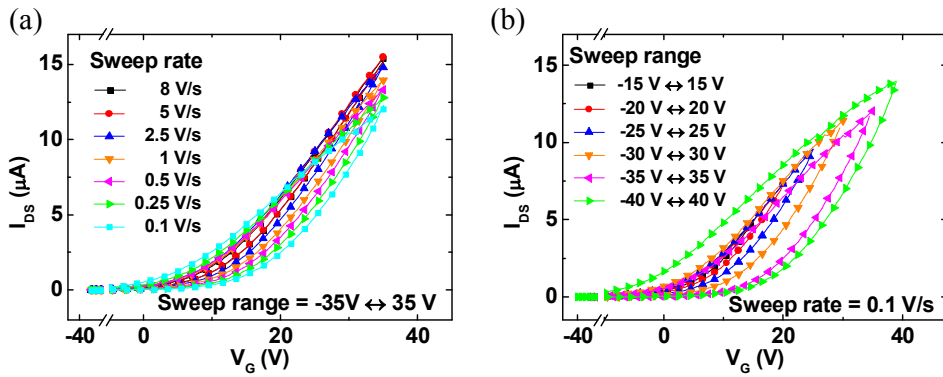 (a)
Sweep rate
8 V/s
5 V/s
2.5 V/s
1 V/s
0.5 V/s
0.25 V/s
0.1 V/s
Sweep range = -35V ↔ 35 V
15
10
5
0
-40
0
20
40
I_DS (μA)
V_G (V)
(b)
Sweep range
-15 V ↔ 15 V
-20 V ↔ 20 V
-25 V ↔ 25 V
-30 V ↔ 30 V
-35 V ↔ 35 V
-40 V ↔ 40 V
Sweep rate = 0.1 V/s
15
10
5
0
-40
0
20
40
I_DS (μA)
V_G (V)